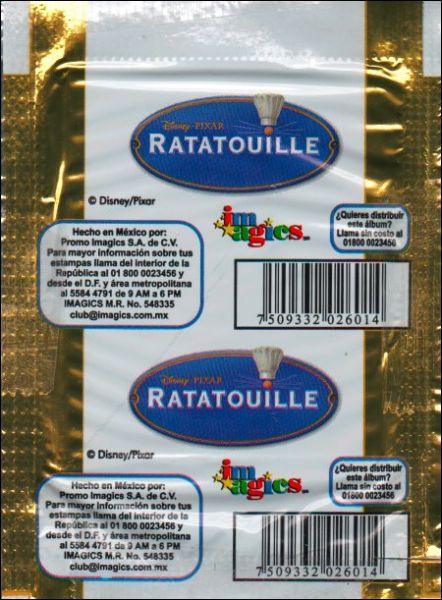 Disney · PIXAR
RATATOUILLE
© Disney/Pixar
imagics™
¿Quieres distribuir
este álbum?
Llama sin costo al
01800 0023456
Hecho en México por:
Promo Imagics S.A. de C.V.
Para mayor información sobre tus
estampas llama del interior de la
República al 01 800 0023456 y
desde el D.F. y área metropolitana
al 5584 4791 de 9 AM a 6 PM
IMAGICS M.R. No. 548335
club@imagics.com.mx
7 509332 026014
Disney · PIXAR
RATATOUILLE
© Disney/Pixar
imagics™
¿Quieres distribuir
este álbum?
Llama sin costo al
01800 0023456
Hecho en México por:
Promo Imagics S.A. de C.V.
Para mayor información sobre tus
estampas llama del interior de la
República al 01 800 0023456 y
desde el D.F. y área metropolitana
al 5584 4791 de 9 AM a 6 PM
IMAGICS M.R. No. 548335
club@imagics.com.mx
7 509332 026014